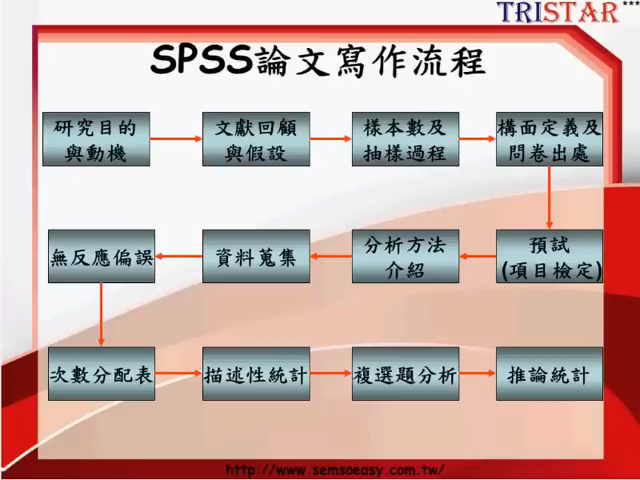 TRISTAR***
SPSS論文寫作流程
研究目的
與動機
文獻回顧
與假設
樣本數及
抽樣過程
構面定義及
問卷出處
預試
(項目檢定)
分析方法
介紹
資料蒐集
無反應偏誤
次數分配表
描述性統計
複選題分析
推論統計
http://www.semsoeasy.com.tw/